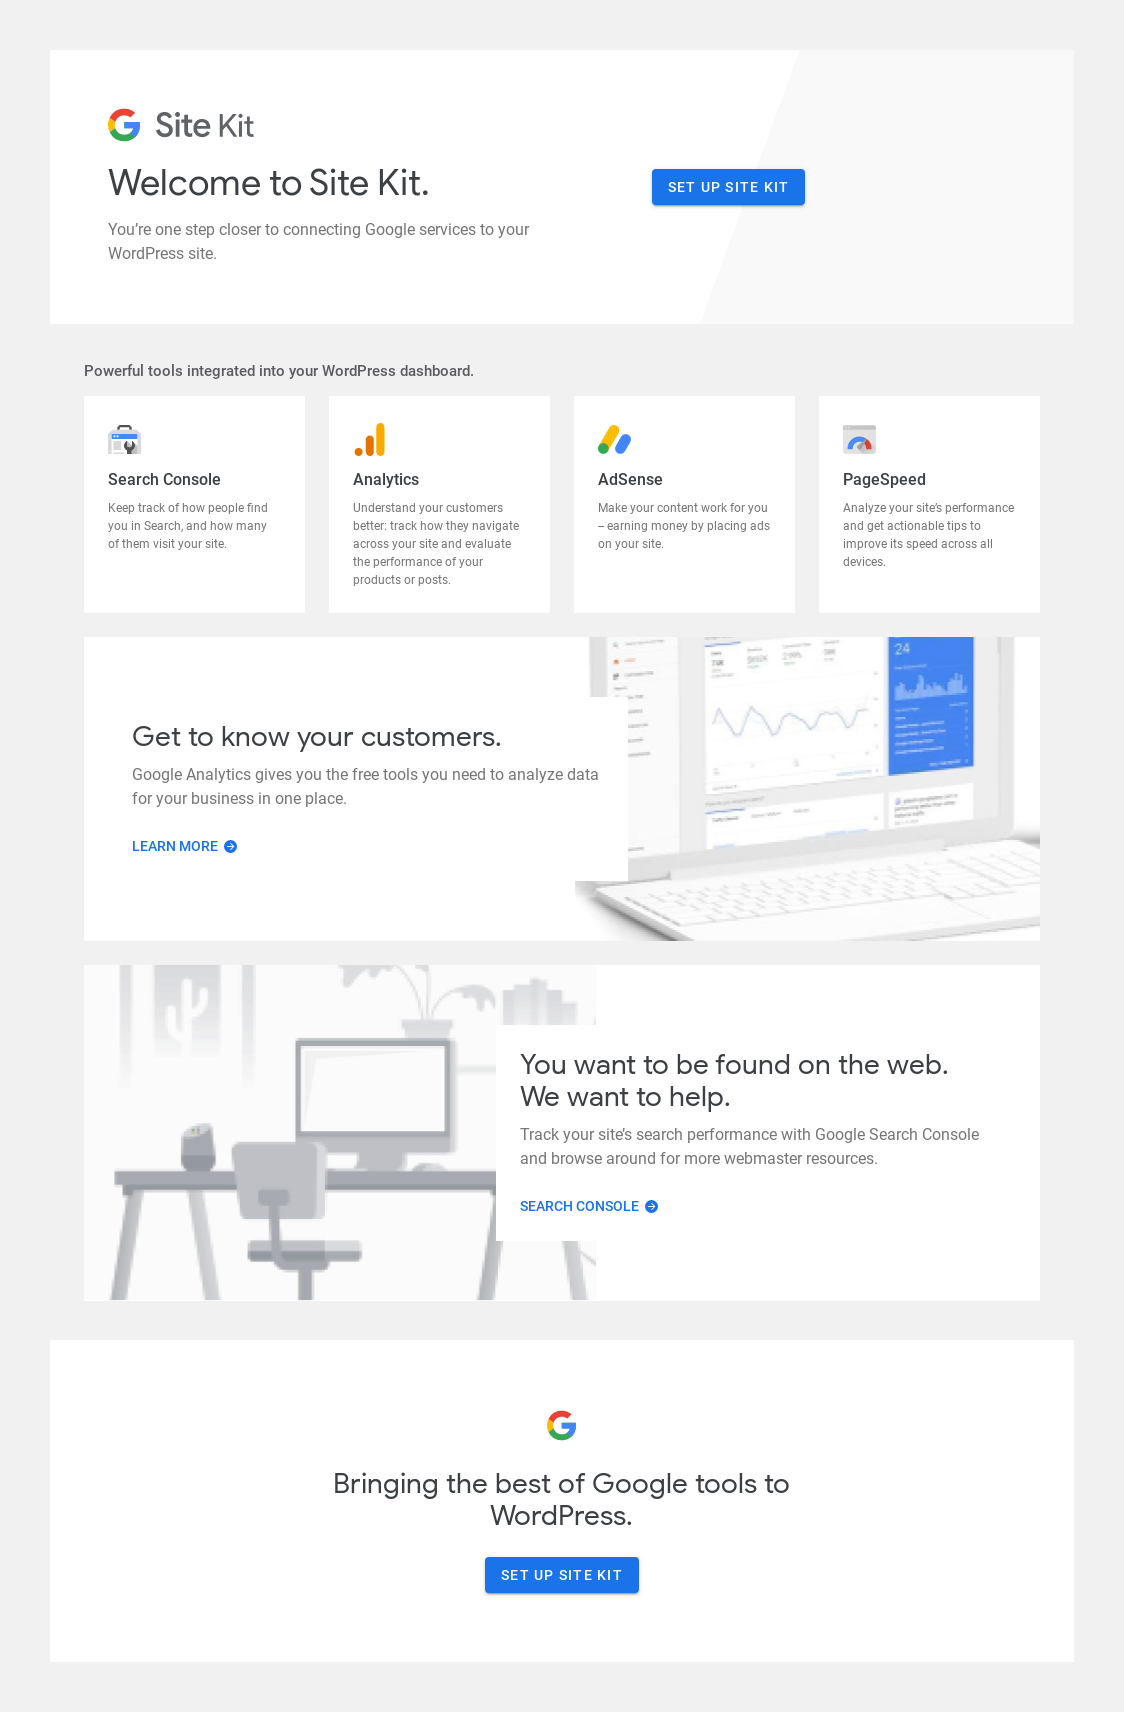 Site Kit
Welcome to Site Kit.
You’re one step closer to connecting Google services to your
WordPress site.
SET UP SITE KIT
Powerful tools integrated into your WordPress dashboard.
Search Console
Keep track of how people find
you in Search, and how many
of them visit your site.
Analytics
Understand your customers
better: track how they navigate
across your site and evaluate
the performance of your
products or posts.
AdSense
Make your content work for you
– earning money by placing ads
on your site.
PageSpeed
Analyze your site’s performance
and get actionable tips to
improve its speed across all
devices.
24
Get to know your customers.
Google Analytics gives you the free tools you need to analyze data
for your business in one place.
LEARN MORE
You want to be found on the web.
We want to help.
Track your site’s search performance with Google Search Console
and browse around for more webmaster resources.
SEARCH CONSOLE
Bringing the best of Google tools to
WordPress.
SET UP SITE KIT